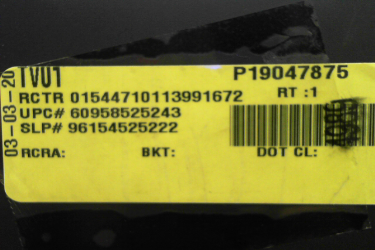 TV01 P19047875
RCTR 01544710113991672 RT :1
UPC# 60958525243
SLP# 96154525222
RCRA: BKT: DOT CL:
03-03-20